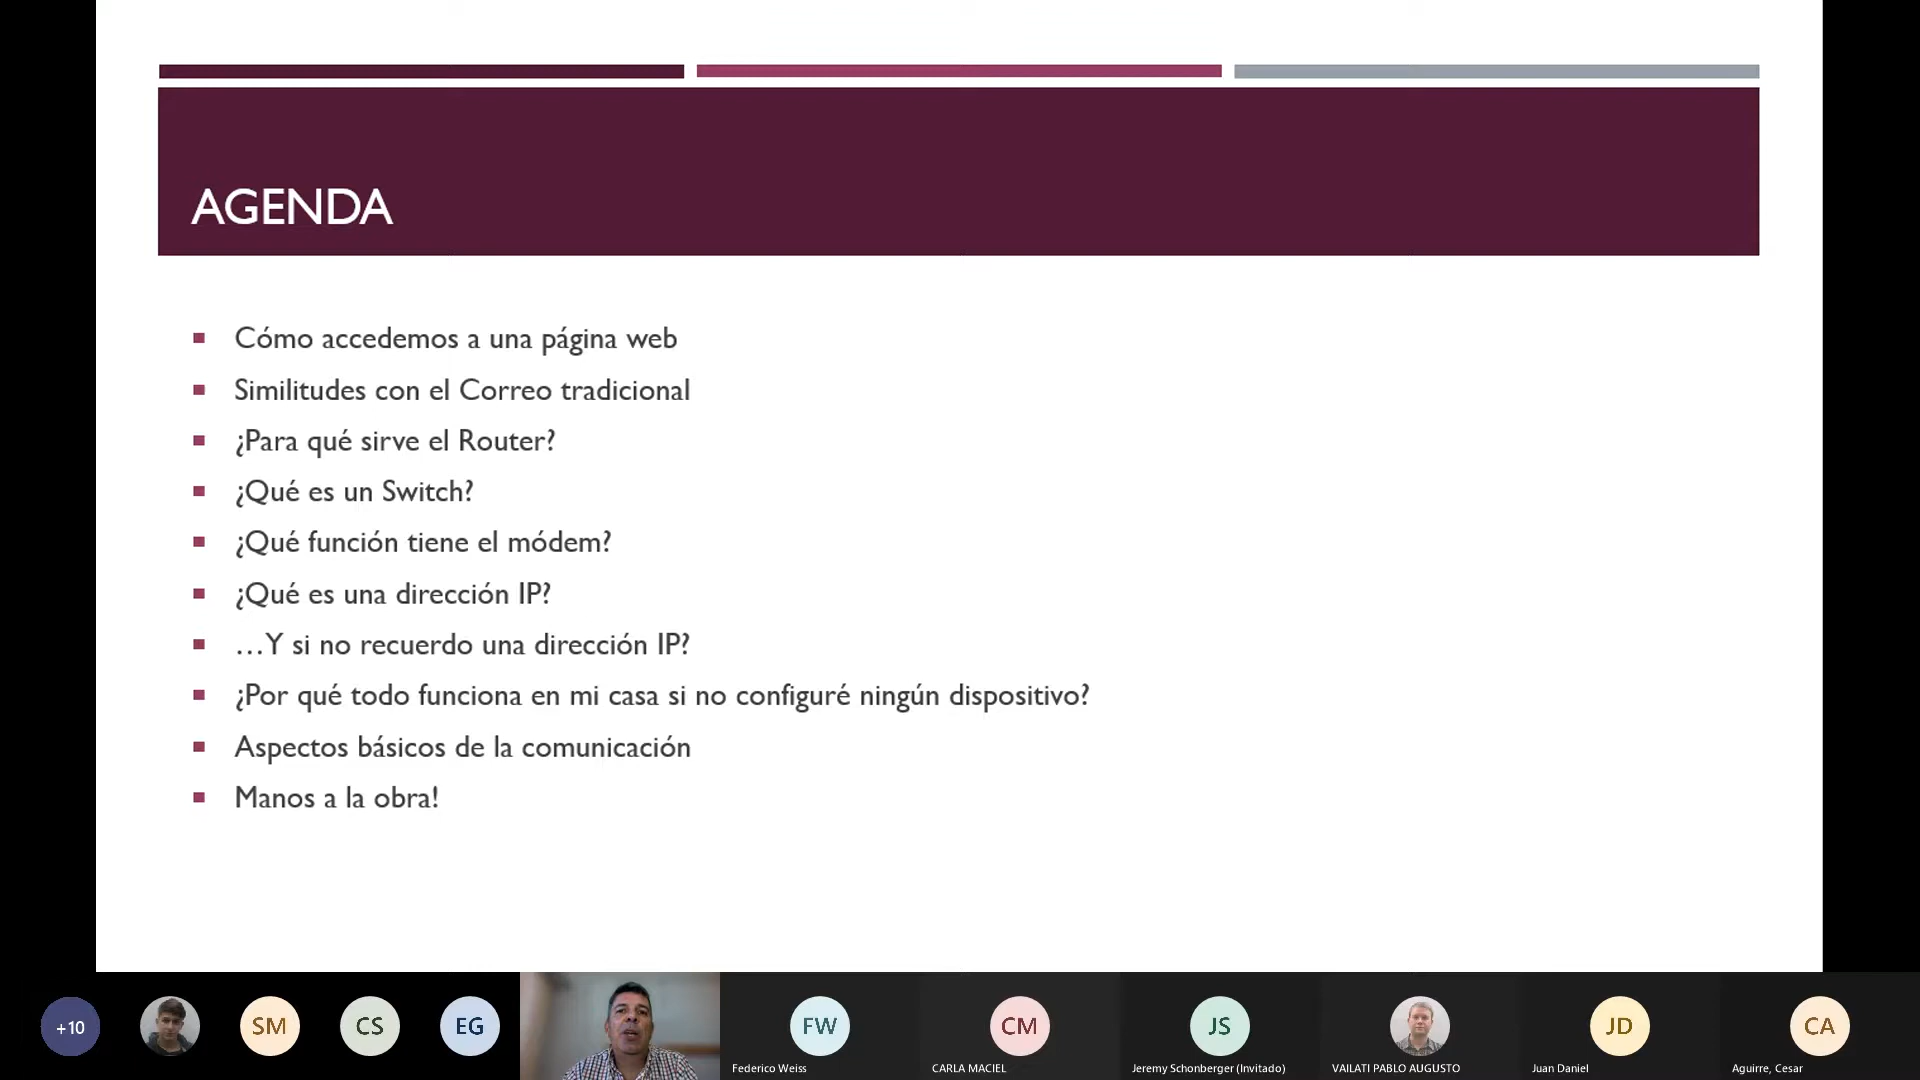 AGENDA
Cómo accedemos a una página web
Similitudes con el Correo tradicional
¿Para qué sirve el Router?
¿Qué es un Switch?
¿Qué función tiene el módem?
¿Qué es una dirección IP?
…Y si no recuerdo una dirección IP?
¿Por qué todo funciona en mi casa si no configuré ningún dispositivo?
Aspectos básicos de la comunicación
Manos a la obra!
+10
SM
CS
EG
FW
CM
JS
JD
CA
Federico Weiss
CARLA MACIEL
Jeremy Schonberger (Invitado)
VAILATI PABLO AUGUSTO
Juan Daniel
Aguirre, Cesar